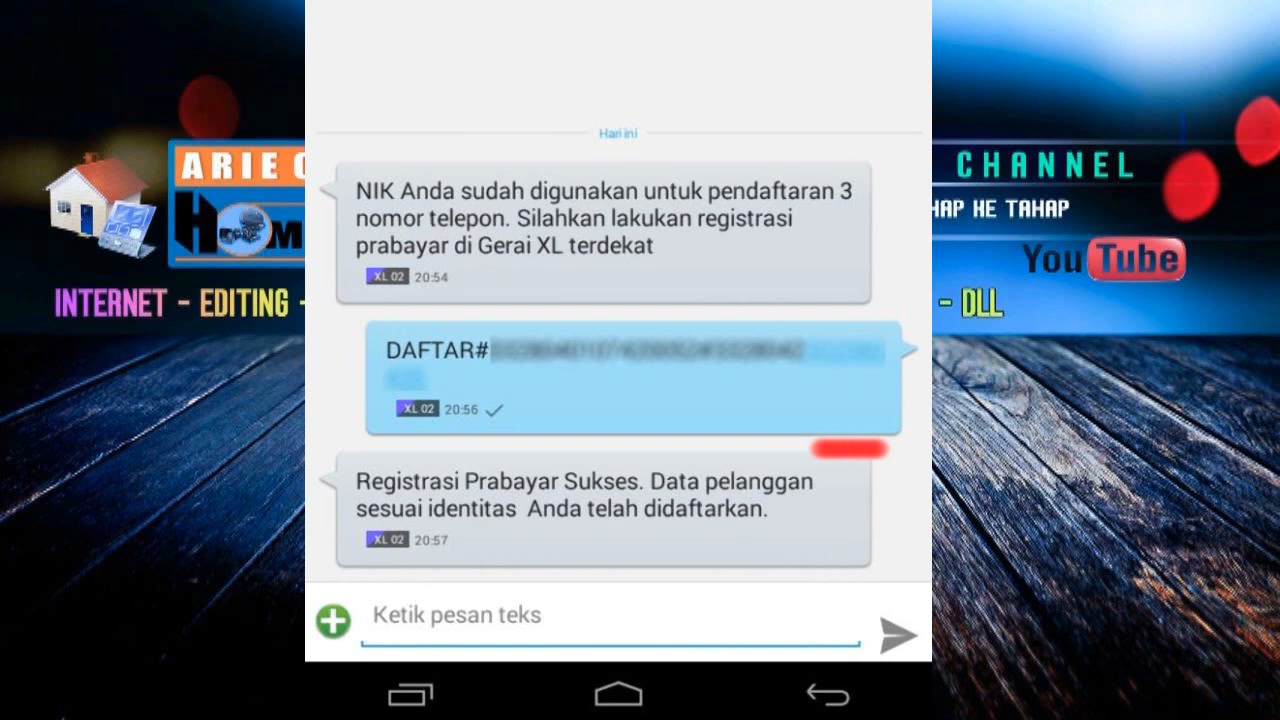 Hari ini
NIK Anda sudah digunakan untuk pendaftaran 3
nomor telepon. Silahkan lakukan registrasi
prabayar di Gerai XL terdekat
XL 02 20:54
DAFTAR#
XL 02 20:56
Registrasi Prabayar Sukses. Data pelanggan
sesuai identitas Anda telah didaftarkan.
XL 02 20:57
Ketik pesan teks
ARIE
CHANNEL
KE TAHAP
YouTube
INTERNET - EDITING -
- DLL